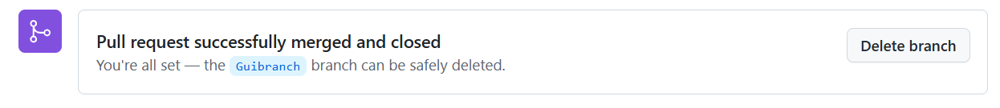 Pull request successfully merged and closed
You're all set — the Guibranch branch can be safely deleted.
Delete branch